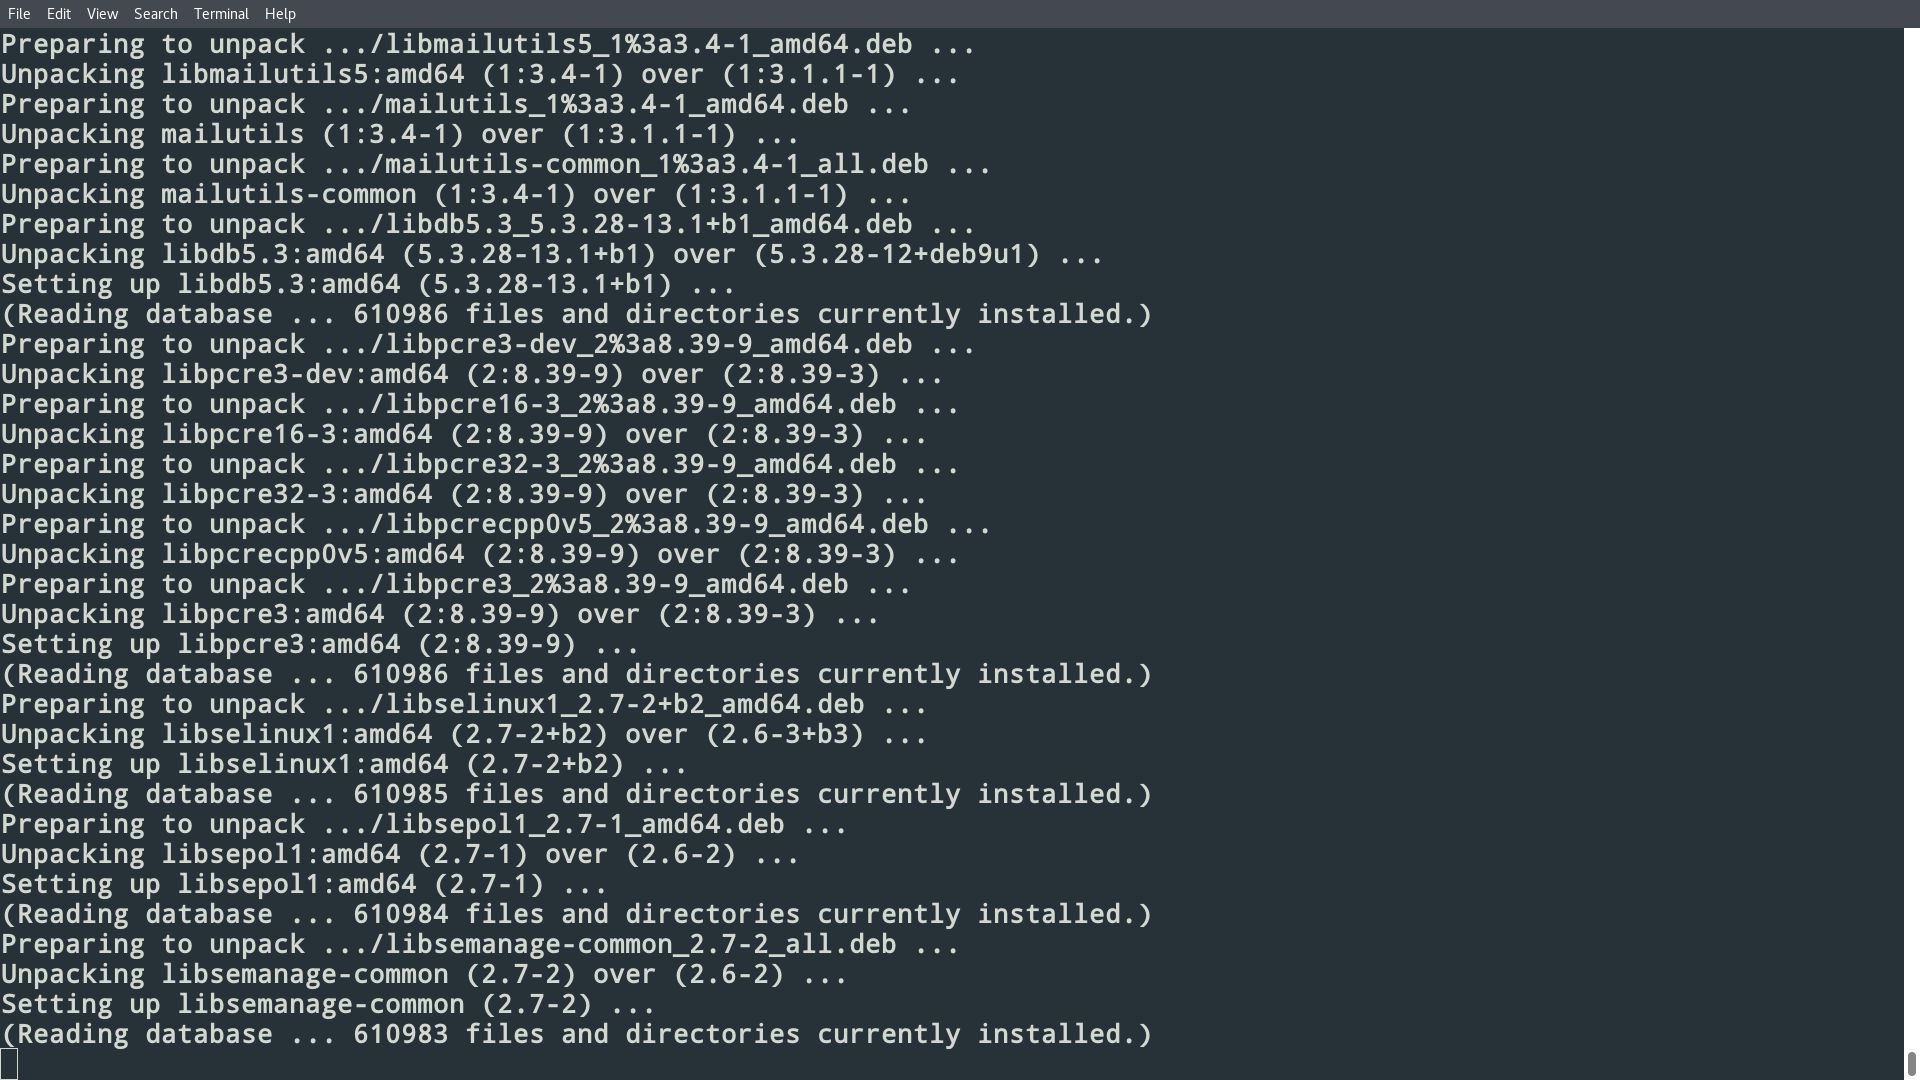 File Edit View Search Terminal Help
Preparing to unpack .../libmailutils5_1%3a3.4-1_amd64.deb ...
Unpacking libmailutils5:amd64 (1:3.4-1) over (1:3.1.1-1) ...
Preparing to unpack .../mailutils_1%3a3.4-1_amd64.deb ...
Unpacking mailutils (1:3.4-1) over (1:3.1.1-1) ...
Preparing to unpack .../mailutils-common_1%3a3.4-1_all.deb ...
Unpacking mailutils-common (1:3.4-1) over (1:3.1.1-1) ...
Preparing to unpack .../libdb5.3_5.3.28-13.1+b1_amd64.deb ...
Unpacking libdb5.3:amd64 (5.3.28-13.1+b1) over (5.3.28-12+deb9u1) ...
Setting up libdb5.3:amd64 (5.3.28-13.1+b1) ...
(Reading database ... 610986 files and directories currently installed.)
Preparing to unpack .../libpcre3-dev_2%3a8.39-9_amd64.deb ...
Unpacking libpcre3-dev:amd64 (2:8.39-9) over (2:8.39-3) ...
Preparing to unpack .../libpcre16-3_2%3a8.39-9_amd64.deb ...
Unpacking libpcre16-3:amd64 (2:8.39-9) over (2:8.39-3) ...
Preparing to unpack .../libpcre32-3_2%3a8.39-9_amd64.deb ...
Unpacking libpcre32-3:amd64 (2:8.39-9) over (2:8.39-3) ...
Preparing to unpack .../libpcrecpp0v5_2%3a8.39-9_amd64.deb ...
Unpacking libpcrecpp0v5:amd64 (2:8.39-9) over (2:8.39-3) ...
Preparing to unpack .../libpcre3_2%3a8.39-9_amd64.deb ...
Unpacking libpcre3:amd64 (2:8.39-9) over (2:8.39-3) ...
Setting up libpcre3:amd64 (2:8.39-9) ...
(Reading database ... 610986 files and directories currently installed.)
Preparing to unpack .../libselinux1_2.7-2+b2_amd64.deb ...
Unpacking libselinux1:amd64 (2.7-2+b2) over (2.6-3+b3) ...
Setting up libselinux1:amd64 (2.7-2+b2) ...
(Reading database ... 610985 files and directories currently installed.)
Preparing to unpack .../libsepol1_2.7-1_amd64.deb ...
Unpacking libsepol1:amd64 (2.7-1) over (2.6-2) ...
Setting up libsepol1:amd64 (2.7-1) ...
(Reading database ... 610984 files and directories currently installed.)
Preparing to unpack .../libsemanage-common_2.7-2_all.deb ...
Unpacking libsemanage-common (2.7-2) over (2.6-2) ...
Setting up libsemanage-common (2.7-2) ...
(Reading database ... 610983 files and directories currently installed.)